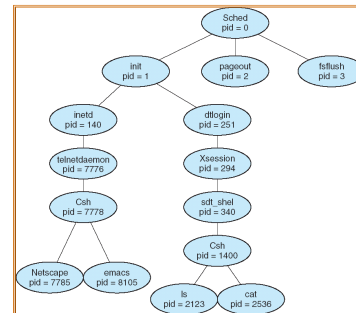 Sched
pid = 0
init
pid = 1
pageout
pid = 2
fsflush
pid = 3
inetd
pid = 140
dtlogin
pid = 251
telnetdaemon
pid = 7776
Xsession
pid = 294
Csh
pid = 7778
sdt_shel
pid = 340
Csh
pid = 1400
Netscape
pid = 7785
emacs
pid = 8105
ls
pid = 2123
cat
pid = 2536